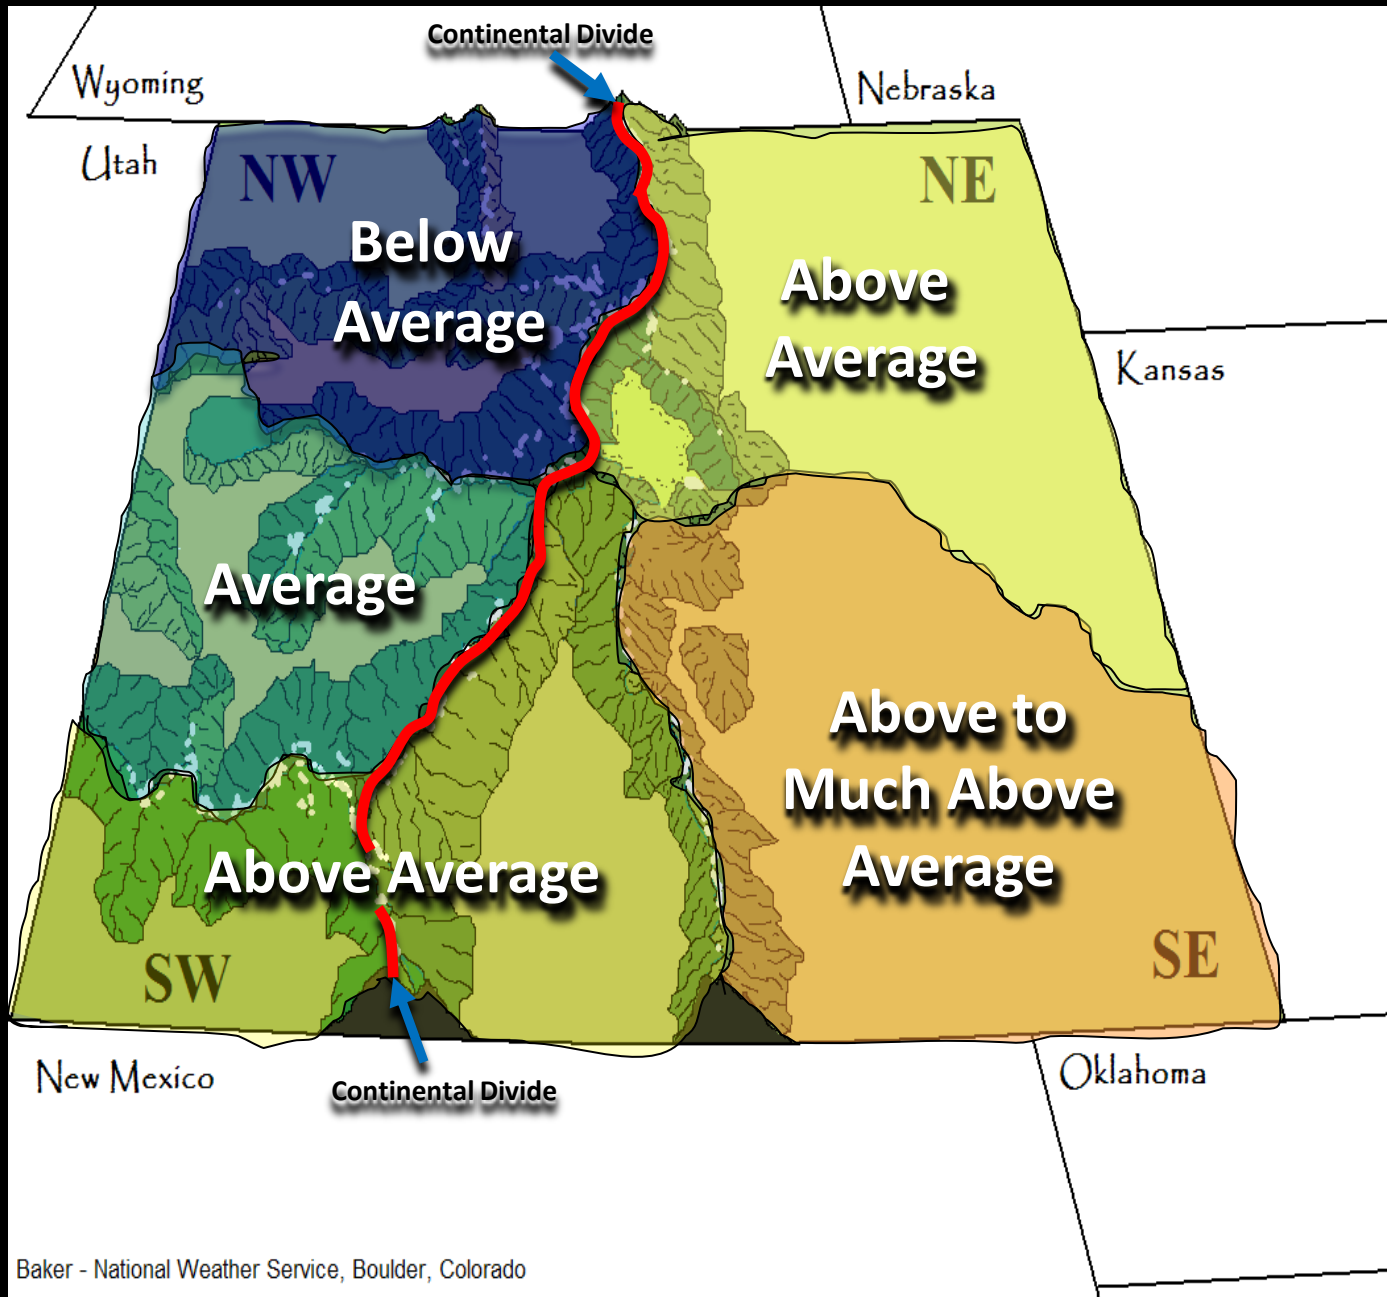 Continental Divide
Wyoming
Nebraska
Utah
NW
NE
Below
Average
Above
Average
Kansas
Average
Above to
Much Above
Average
Above Average
SW
SE
New Mexico
Continental Divide
Oklahoma
Baker - National Weather Service, Boulder, Colorado